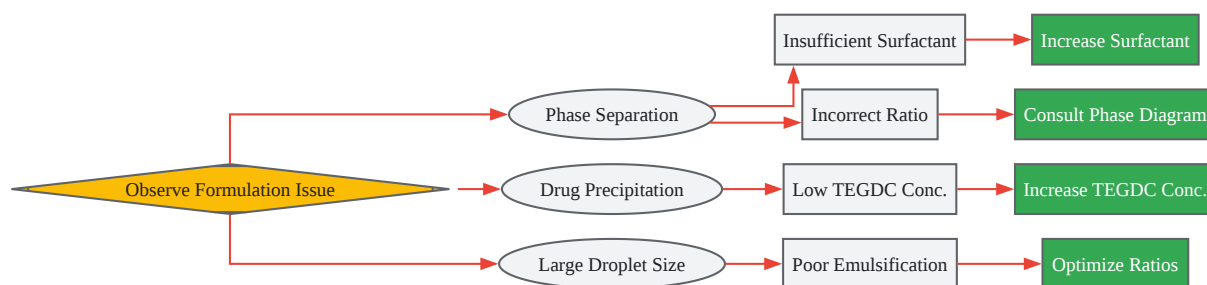 Insufficient Surfactant
Increase Surfactant
Phase Separation
Incorrect Ratio
Consult Phase Diagram
Observe Formulation Issue
Drug Precipitation
Low TEGDC Conc.
Increase TEGDC Conc.
Large Droplet Size
Poor Emulsification
Optimize Ratios